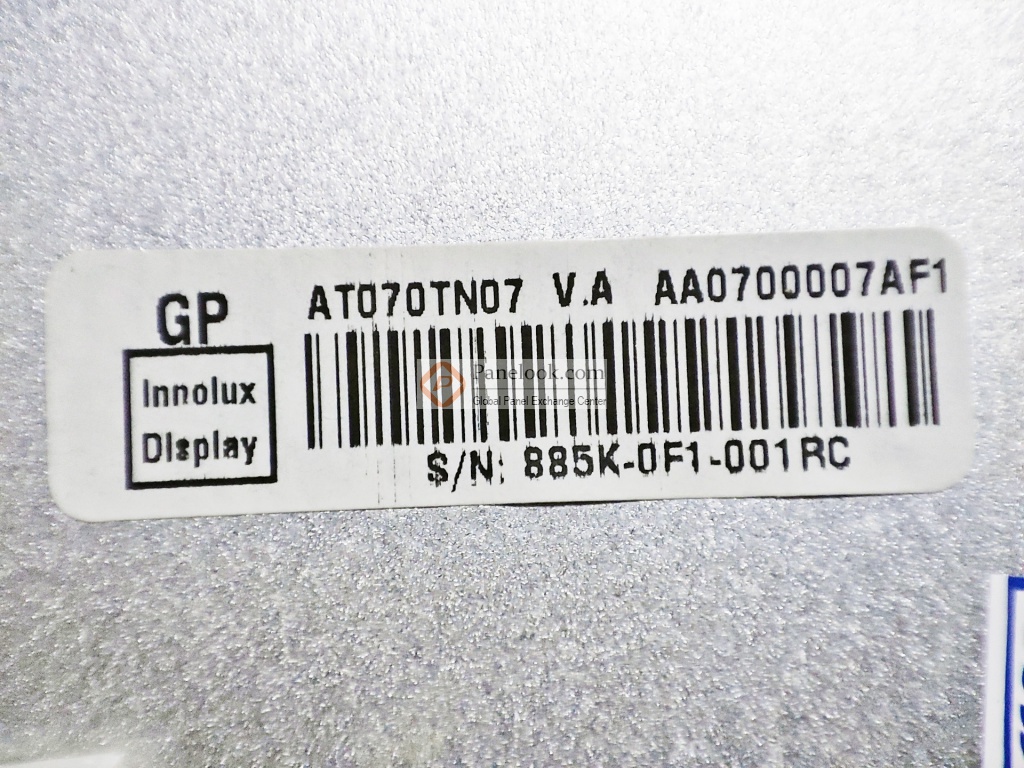 GP
Innolux
Display
AT070TN07 V.A AA0700007AF1
Panelook.com
Global Panel Exchange Center
S/N: 885K-0F1-001RC